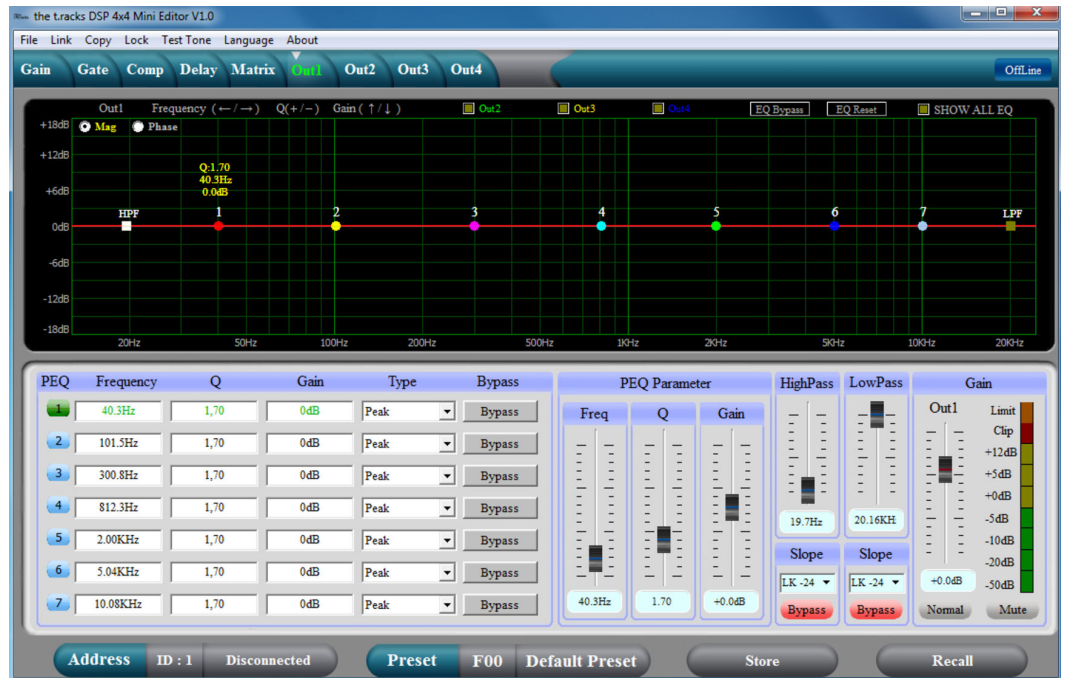 the t.racks DSP 4x4 Mini Editor V1.0
File Link Copy Lock Test Tone Language About
Gain Gate Comp Delay Matrix Out1 Out2 Out3 Out4 OffLine
Out1 Frequency (←/→) Q(+/−) Gain (↑/↓) Out2 Out3 Out4 EQ Bypass EQ Reset SHOW ALL EQ
+18dB Mag Phase
+12dB
Q:1.70
40.3Hz
+6dB 0.0dB
HPF 1 2 3 4 5 6 7 LPF
0dB
-6dB
-12dB
-18dB
20Hz 50Hz 100Hz 200Hz 500Hz 1KHz 2KHz 5KHz 10KHz 20KHz
PEQ Frequency Q Gain Type Bypass PEQ Parameter HighPass LowPass Gain
1 40.3Hz 1,70 0dB Peak Bypass Freq Q Gain Out1 Limit
Clip
2 101.5Hz 1,70 0dB Peak Bypass +12dB
3 300.8Hz 1,70 0dB Peak Bypass +5dB
+0dB
4 812.3Hz 1,70 0dB Peak Bypass 19.7Hz 20.16KH -5dB
5 2.00KHz 1,70 0dB Peak Bypass -10dB
Slope Slope -20dB
6 5.04KHz 1,70 0dB Peak Bypass LK -24 LK -24 +0.0dB -50dB
7 10.08KHz 1,70 0dB Peak Bypass 40.3Hz 1.70 +0.0dB Bypass Bypass Normal Mute
Address ID : 1 Disconnected Preset F00 Default Preset Store Recall